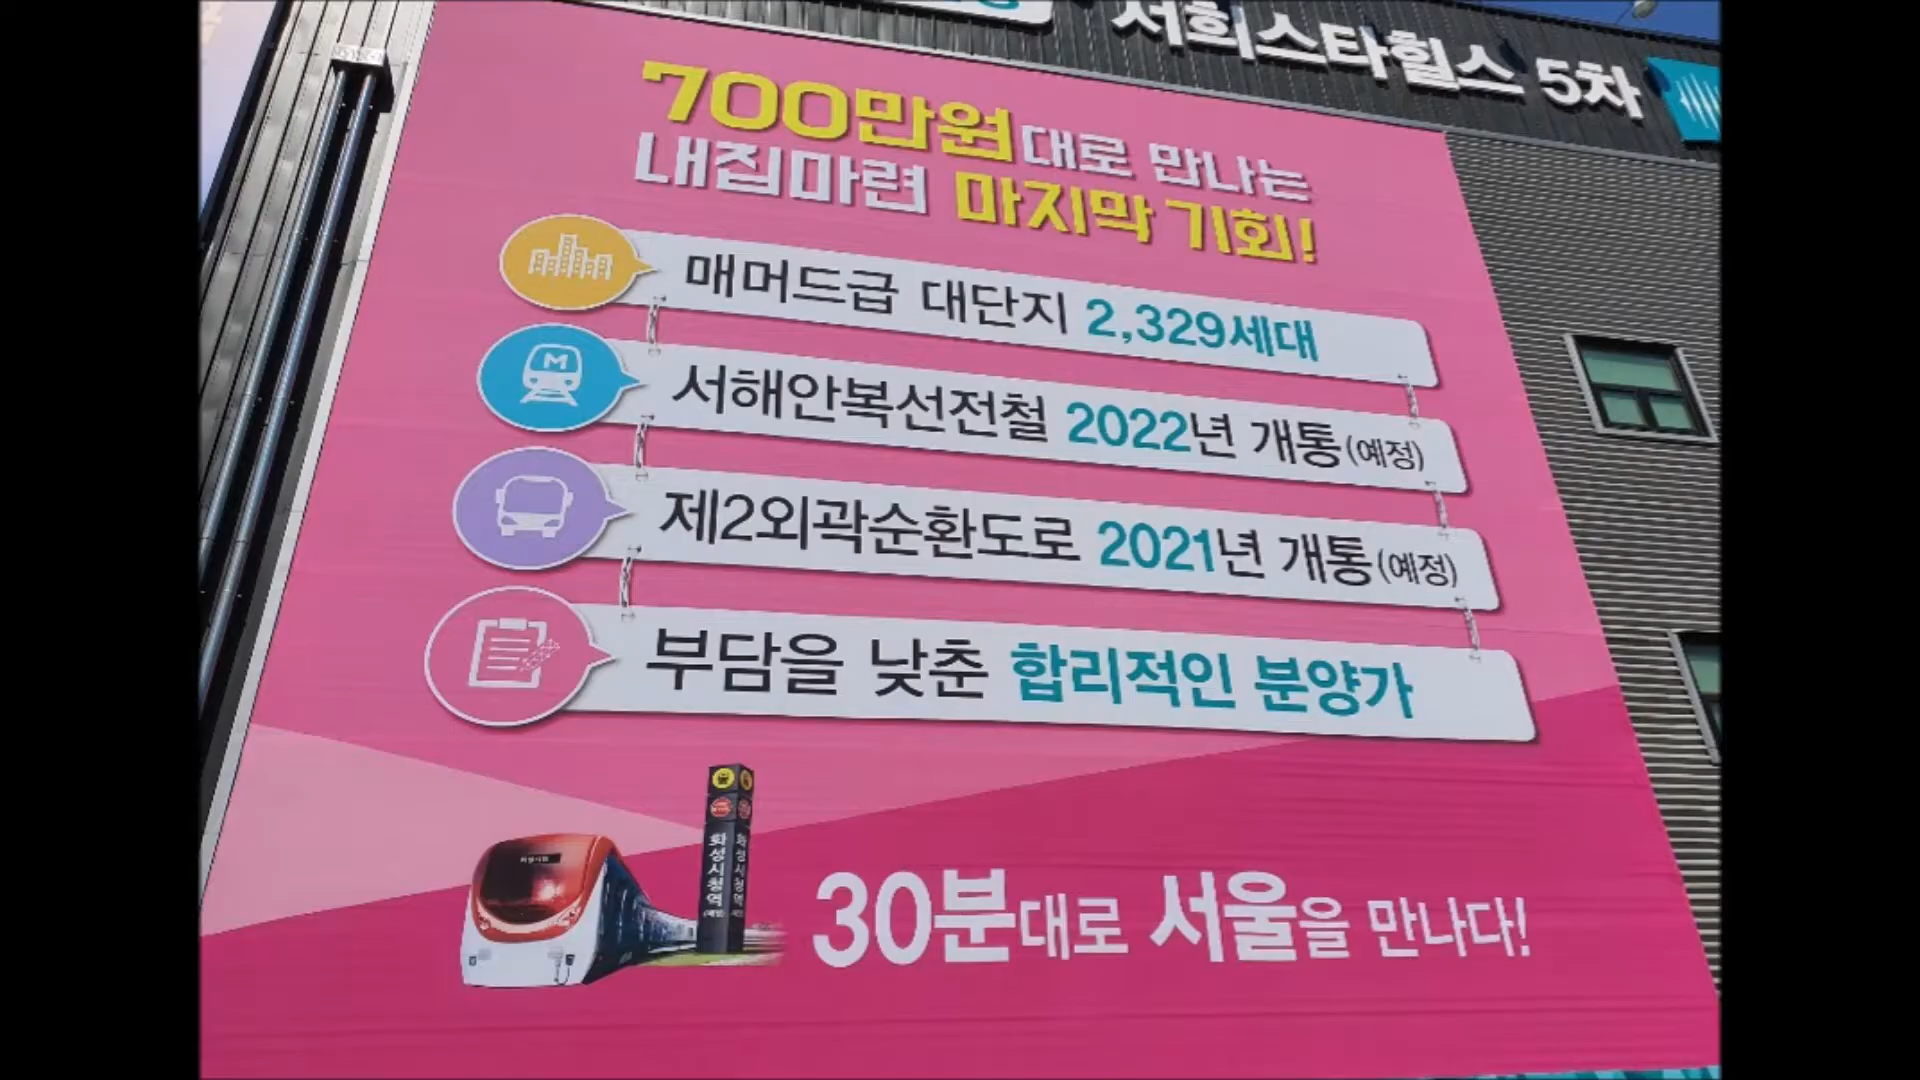 서희스타힐스 5차
700만원대로 만나는
내집마련 마지막 기회!
매머드급 대단지 2,329세대
M
서해안복선전철 2022년 개통(예정)
제2외곽순환도로 2021년 개통(예정)
부담을 낮춘 합리적인 분양가
화성시청역
화성시청역
30분대로 서울을 만나다!